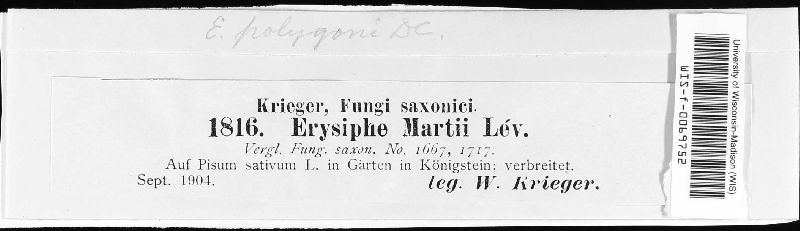 E. polygoni DC.
Krieger, Fungi saxonici.
1816. Erysiphe Martii Lév.
Vergl. Fung. saxon. No. 1667, 1717.
Auf Pisum sativum L. in Gärten in Königstein; verbreitet.
Sept. 1904. leg. W. Krieger.
University of Wisconsin-Madison (WIS)
WIS-f-0069752